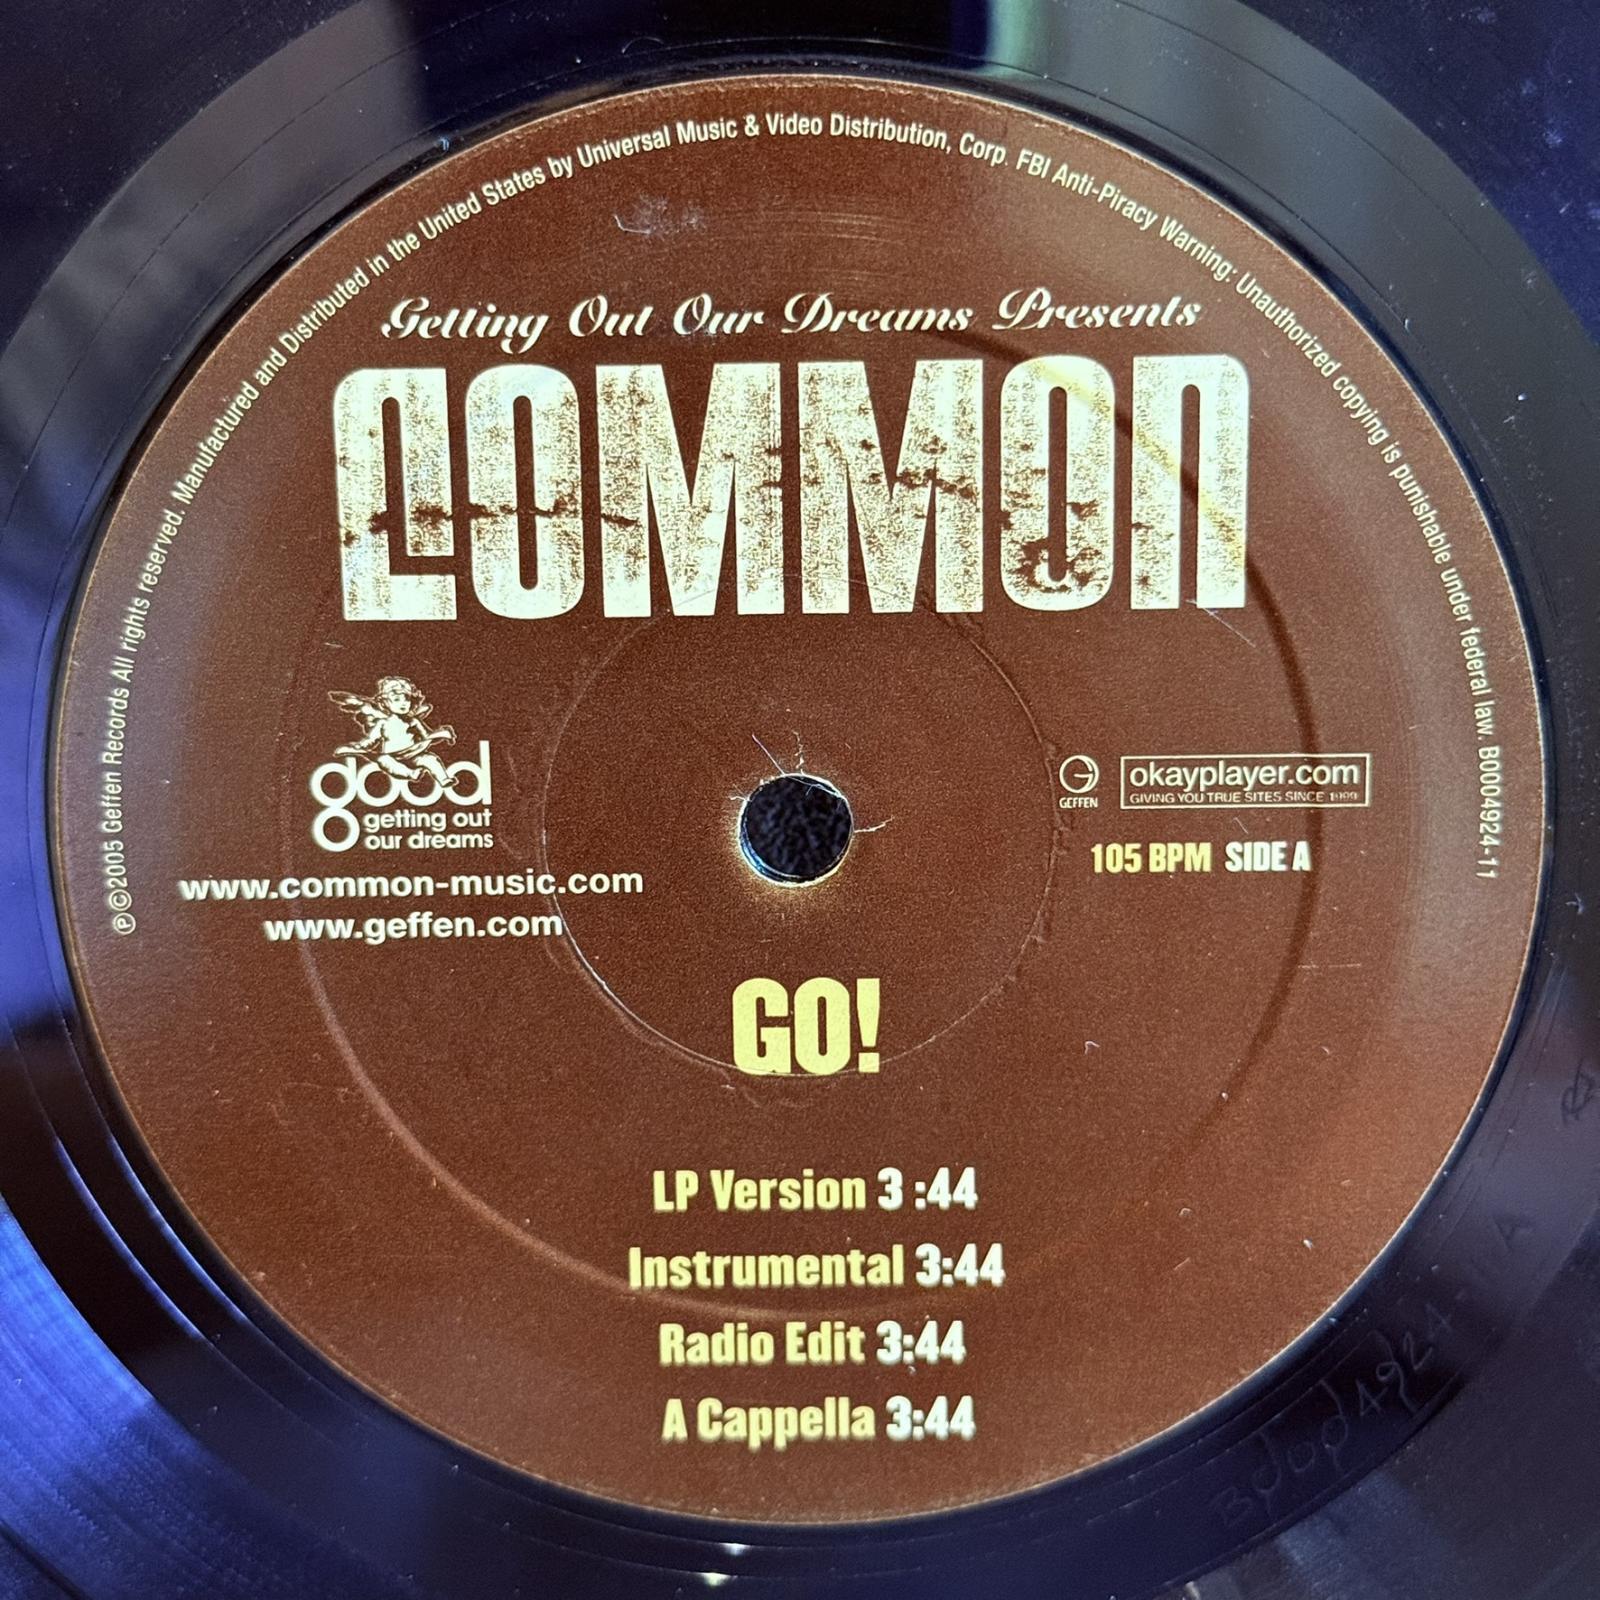 ℗©2005 Geffen Records All rights reserved. Manufactured and Distributed in the United States by Universal Music & Video Distribution, Corp. FBI Anti-Piracy Warning: Unauthorized copying is punishable under federal law. B0004924-11
Getting Out Our Dreams Presents
COMMON
good
getting out
our dreams
www.common-music.com
www.geffen.com
GEFFEN
okayplayer.com
GIVING YOU TRUE SITES SINCE 1999
105 BPM SIDE A
GO!
LP Version 3 :44
Instrumental 3:44
Radio Edit 3:44
A Cappella 3:44